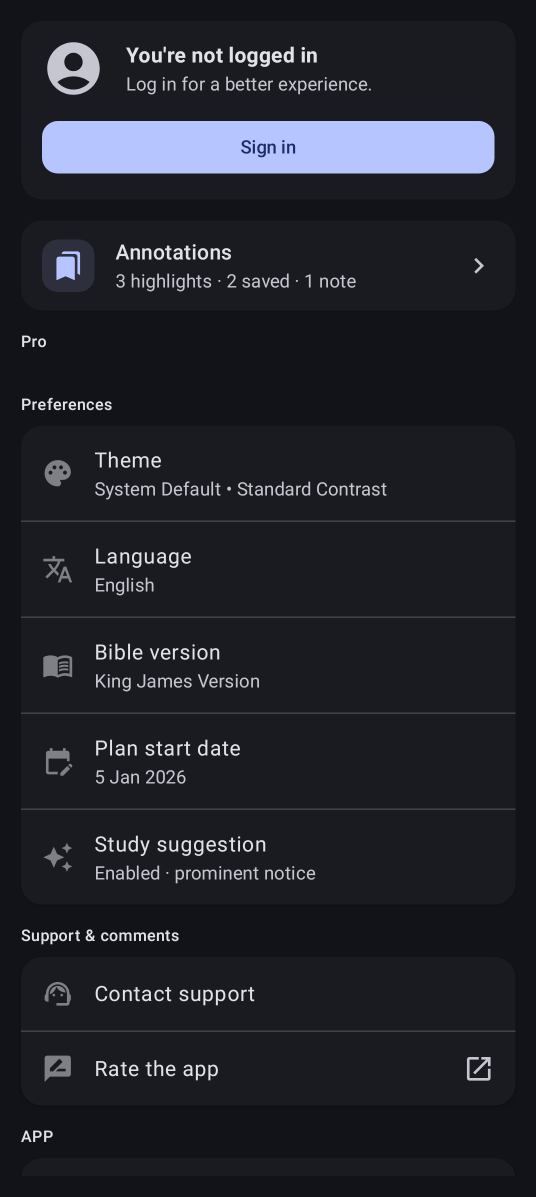 You're not logged in
Log in for a better experience.
Sign in
Annotations
3 highlights · 2 saved · 1 note
Pro
Preferences
Theme
System Default • Standard Contrast
Language
English
Bible version
King James Version
Plan start date
5 Jan 2026
Study suggestion
Enabled · prominent notice
Support & comments
Contact support
Rate the app
APP